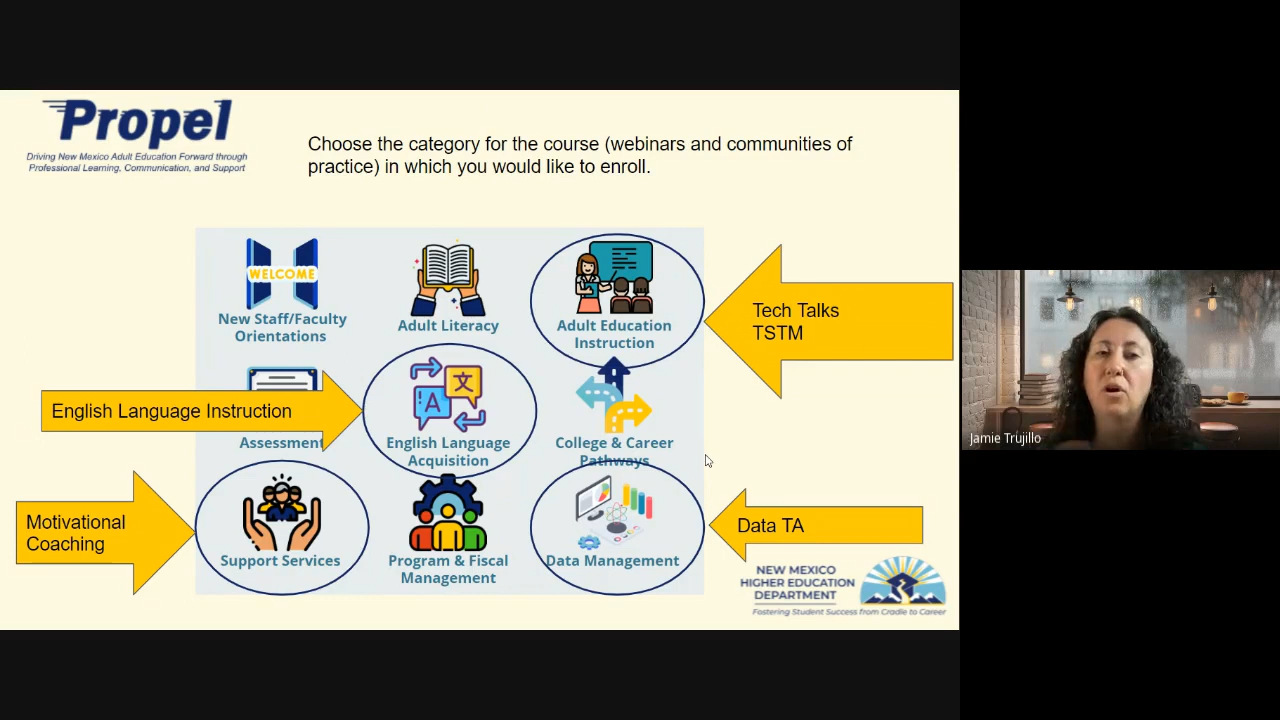 Propel
Driving New Mexico Adult Education Forward through
Professional Learning, Communication, and Support
Choose the category for the course (webinars and communities of
practice) in which you would like to enroll.
WELCOME
New Staff/Faculty
Orientations
Adult Literacy
Adult Education
Instruction
Tech Talks
TSTM
English Language Instruction
Assessment
文
A
English Language
Acquisition
College & Career
Pathways
Motivational
Coaching
Support Services
Program & Fiscal
Management
Data Management
Data TA
NEW MEXICO
HIGHER EDUCATION
DEPARTMENT
Fostering Student Success from Cradle to Career
Jamie Trujillo